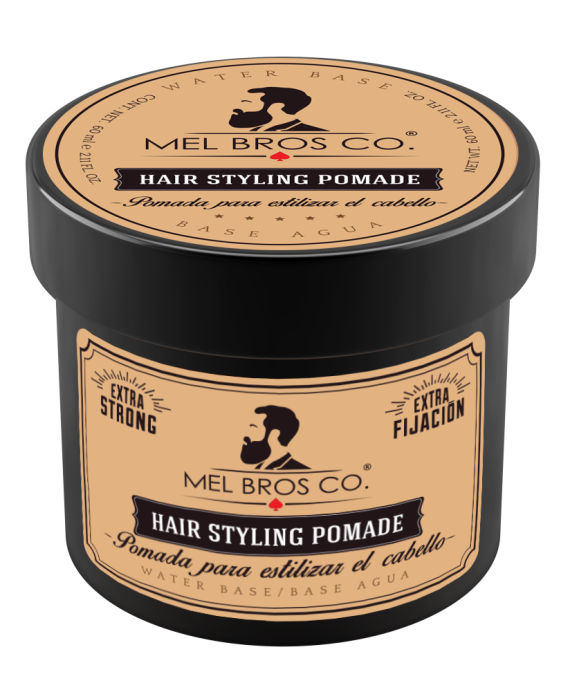 WATER BASE
CONT. NET. 60 ml e 2.11 FL OZ
NET WT. 60 ml e 2.11 FL OZ.
MEL BROS CO.®
HAIR STYLING POMADE
Pomada para estilizar el cabello
BASE AGUA
EXTRA
STRONG
EXTRA
FIJACIÓN
MEL BROS CO.®
HAIR STYLING POMADE
-Pomada para estilizar el cabello-
WATER BASE/BASE AGUA